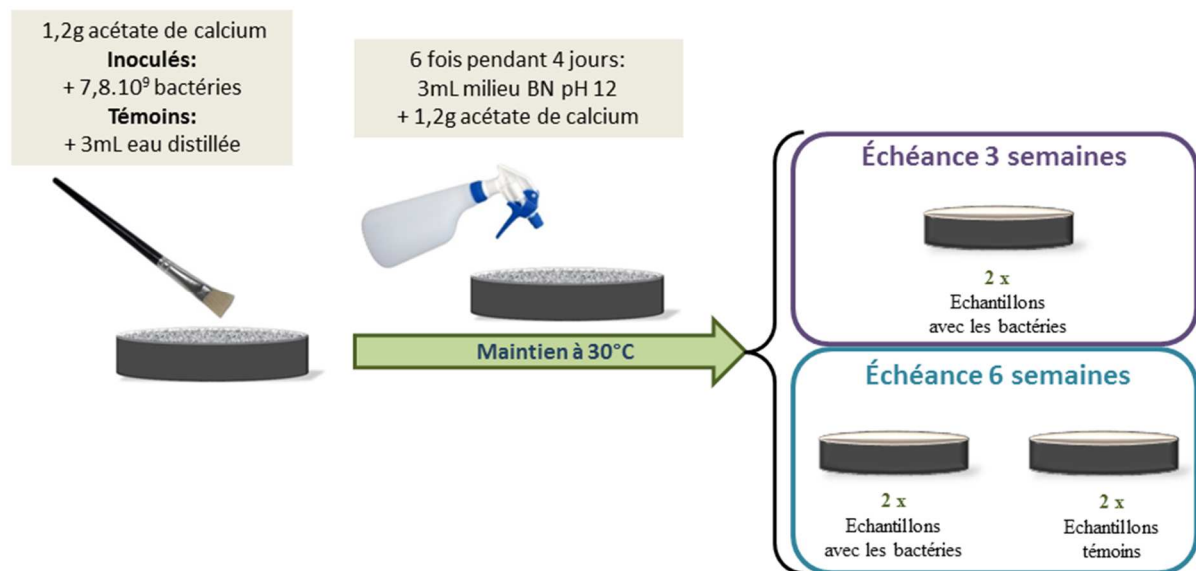 1,2g acétate de calcium
Inoculés:
+ 7,8.10⁹ bactéries
Témoins:
+ 3mL eau distillée
6 fois pendant 4 jours:
3mL milieu BN pH 12
+ 1,2g acétate de calcium
Maintien à 30°C
Échéance 3 semaines
2 x
Echantillons
avec les bactéries
Échéance 6 semaines
2 x
Echantillons
avec les bactéries
2 x
Echantillons
témoins